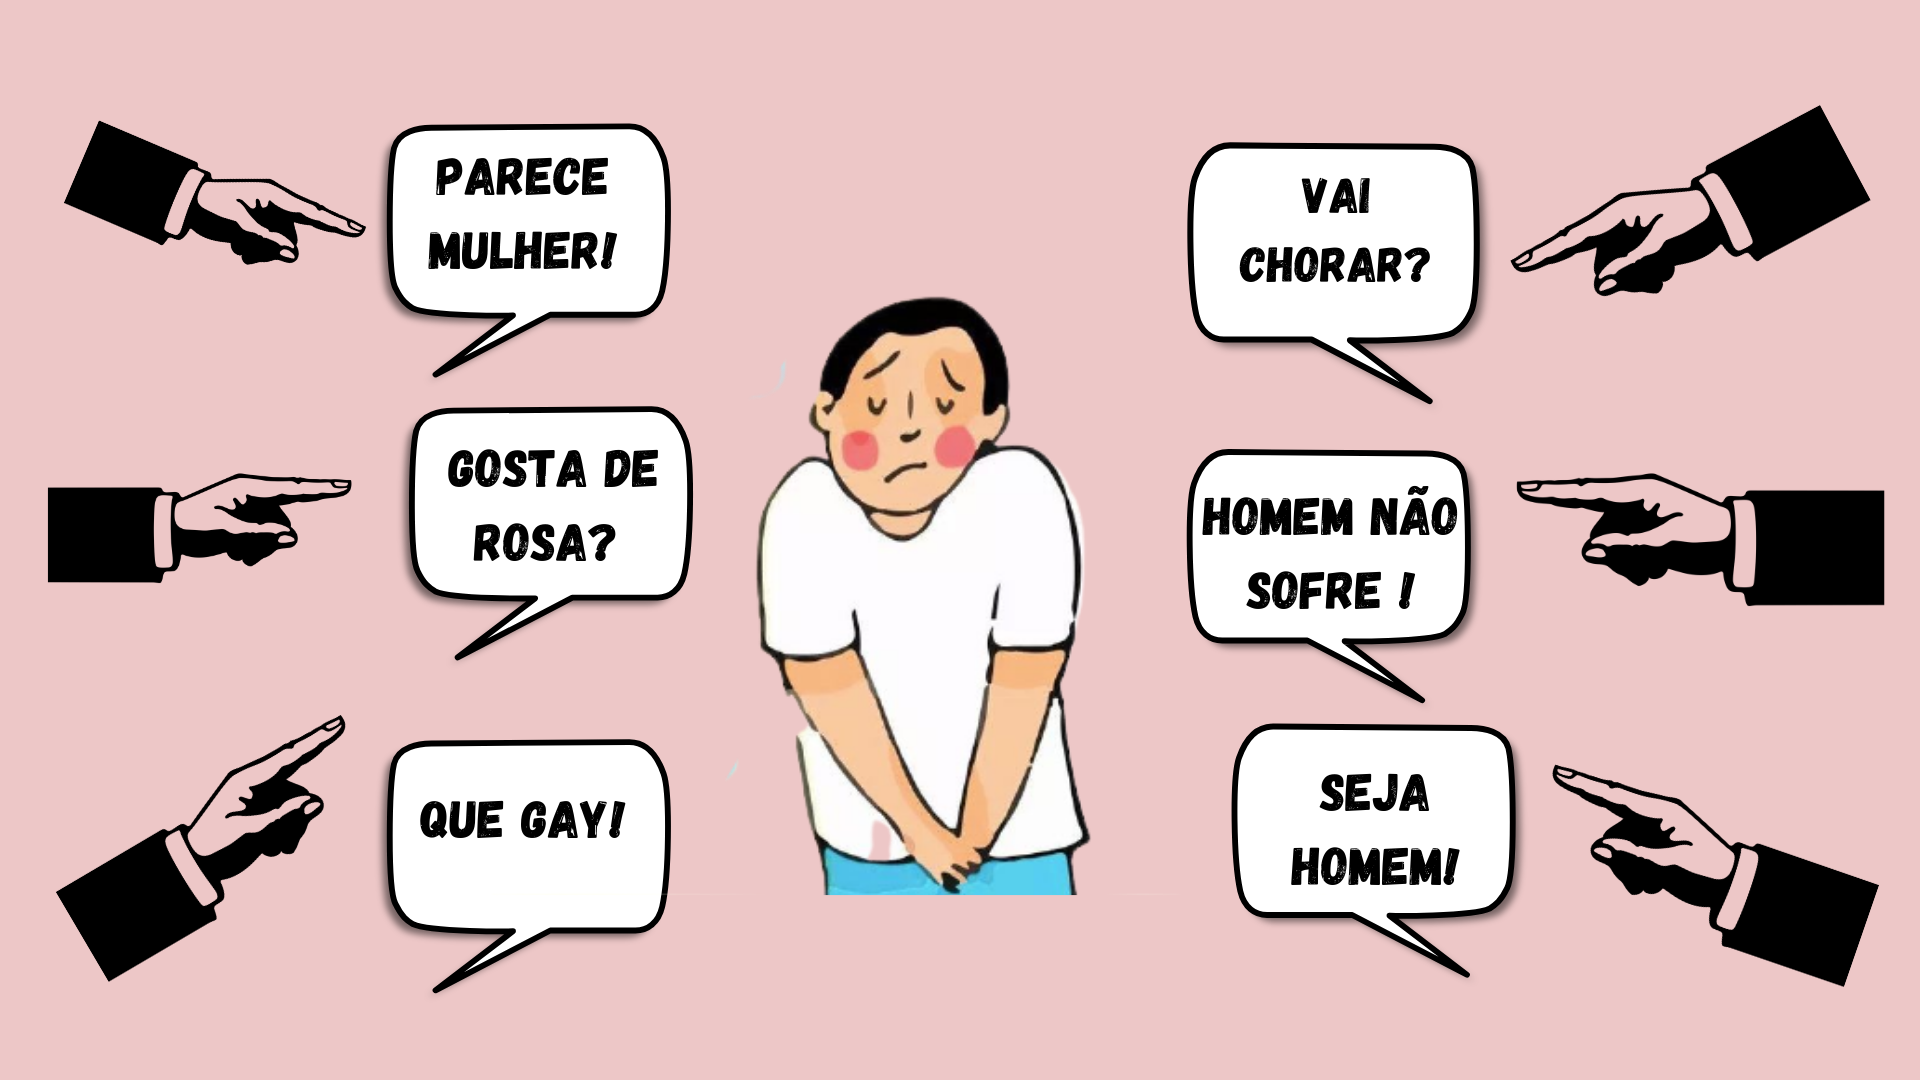 PARECE
MULHER!
VAI
CHORAR?
GOSTA DE
ROSA?
HOMEM NÃO
SOFRE !
QUE GAY!
SEJA
HOMEM!